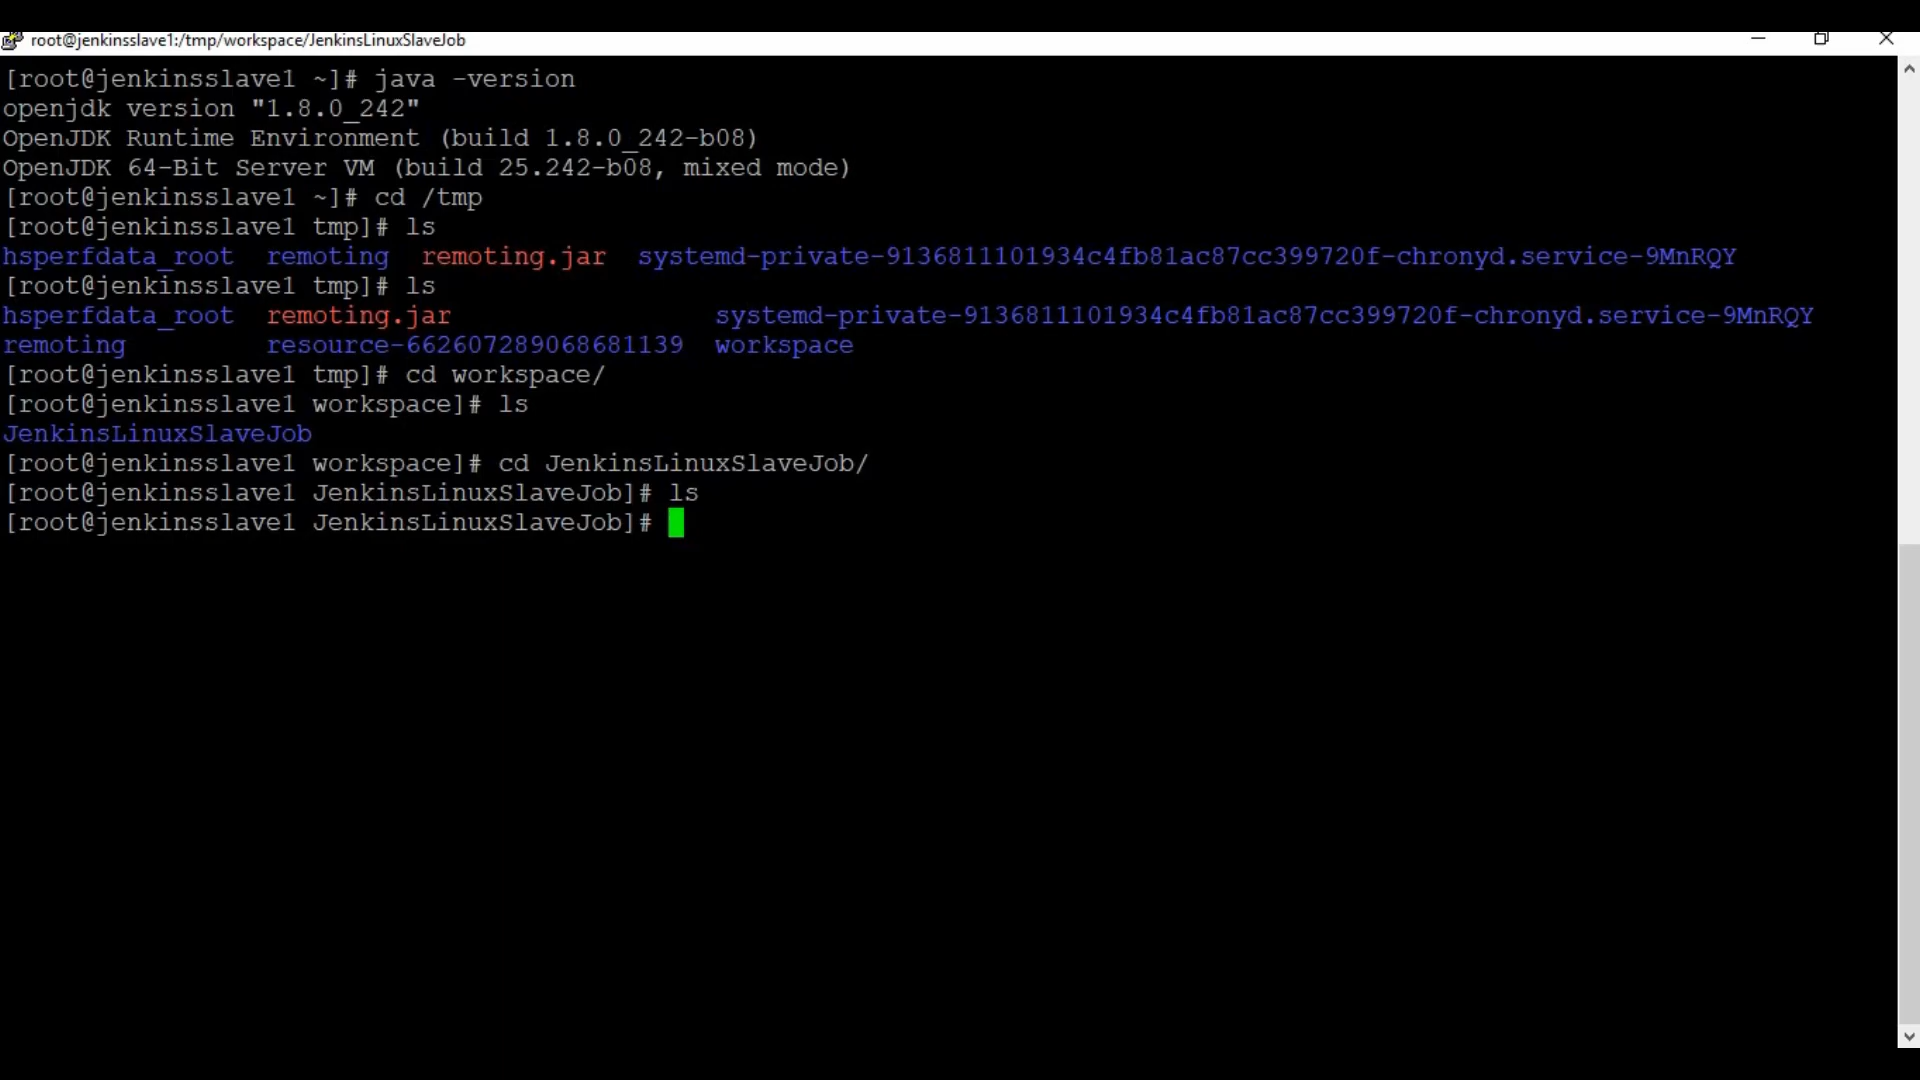 root@jenkinsslave1:/tmp/workspace/JenkinsLinuxSlaveJob
[root@jenkinsslave1 ~]# java -version
openjdk version "1.8.0_242"
OpenJDK Runtime Environment (build 1.8.0_242-b08)
OpenJDK 64-Bit Server VM (build 25.242-b08, mixed mode)
[root@jenkinsslave1 ~]# cd /tmp
[root@jenkinsslave1 tmp]# ls
hsperfdata_root  remoting  remoting.jar  systemd-private-9136811101934c4fb81ac87cc399720f-chronyd.service-9MnRQY
[root@jenkinsslave1 tmp]# ls
hsperfdata_root  remoting.jar                 systemd-private-9136811101934c4fb81ac87cc399720f-chronyd.service-9MnRQY
remoting         resource-662607289068681139  workspace
[root@jenkinsslave1 tmp]# cd workspace/
[root@jenkinsslave1 workspace]# ls
JenkinsLinuxSlaveJob
[root@jenkinsslave1 workspace]# cd JenkinsLinuxSlaveJob/
[root@jenkinsslave1 JenkinsLinuxSlaveJob]# ls
[root@jenkinsslave1 JenkinsLinuxSlaveJob]#